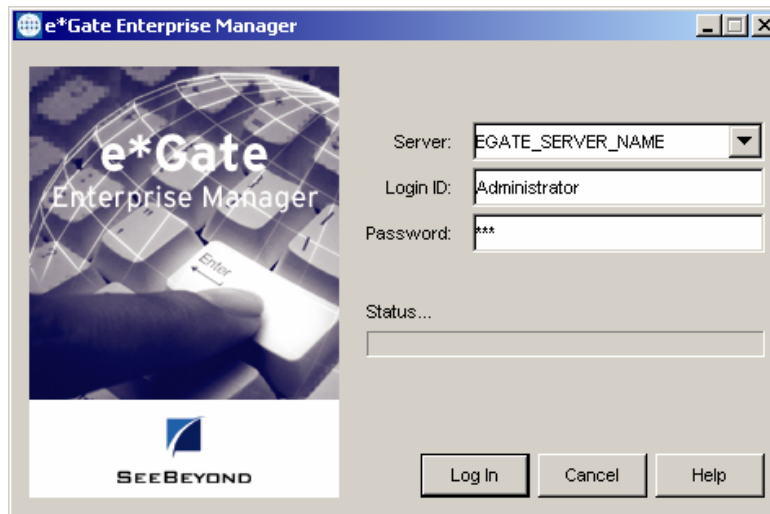 e*Gate Enterprise Manager
e*Gate
Enterprise Manager
Enter
SEEBEYOND
Server: EGATE_SERVER_NAME
Login ID: Administrator
Password: ***
Status...
Log In Cancel Help